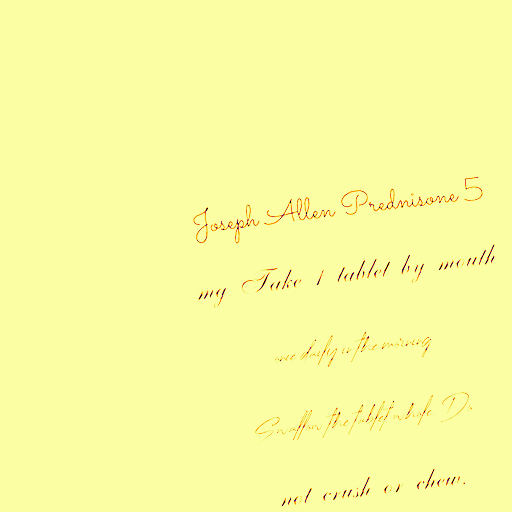 Joseph Allen Prednisone 5
mg Take 1 tablet by mouth
once daily in the morning
Swallow the tablet whole Do
not crush or chew.